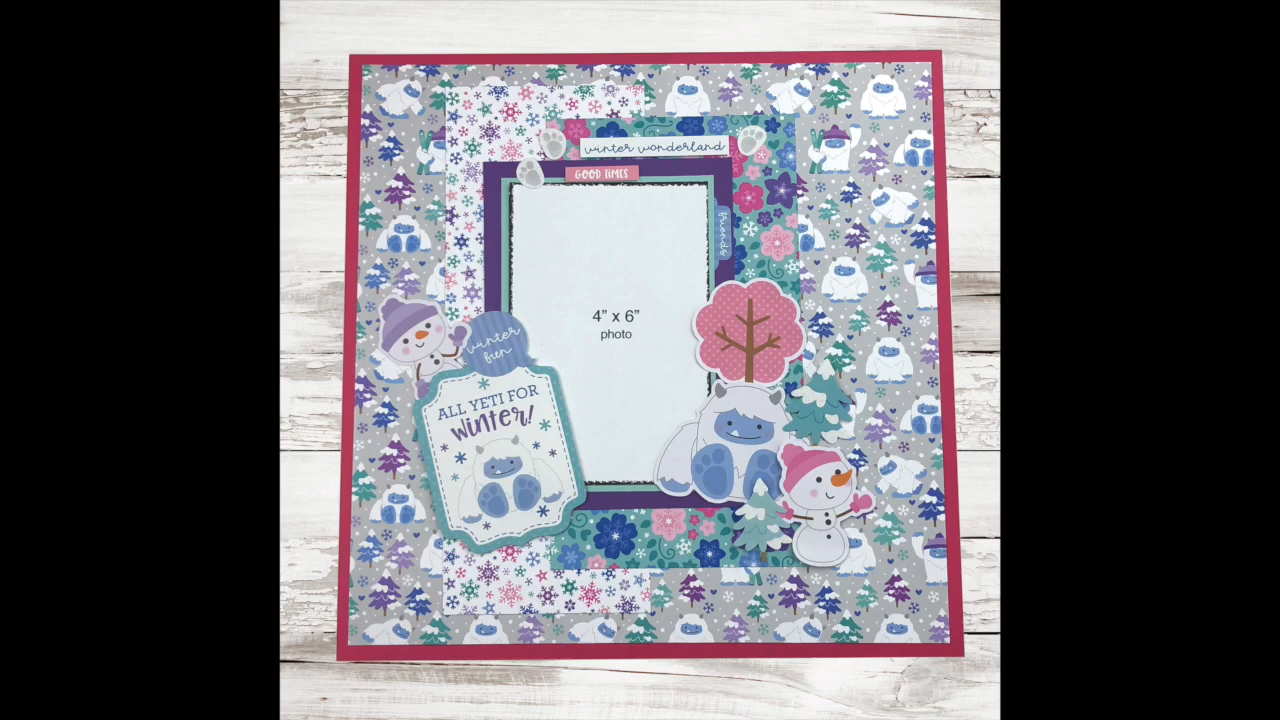 winter wonderland
GOOD TIMES
friends
4” x 6”
photo
winter
fun
ALL YETI FOR
winter!